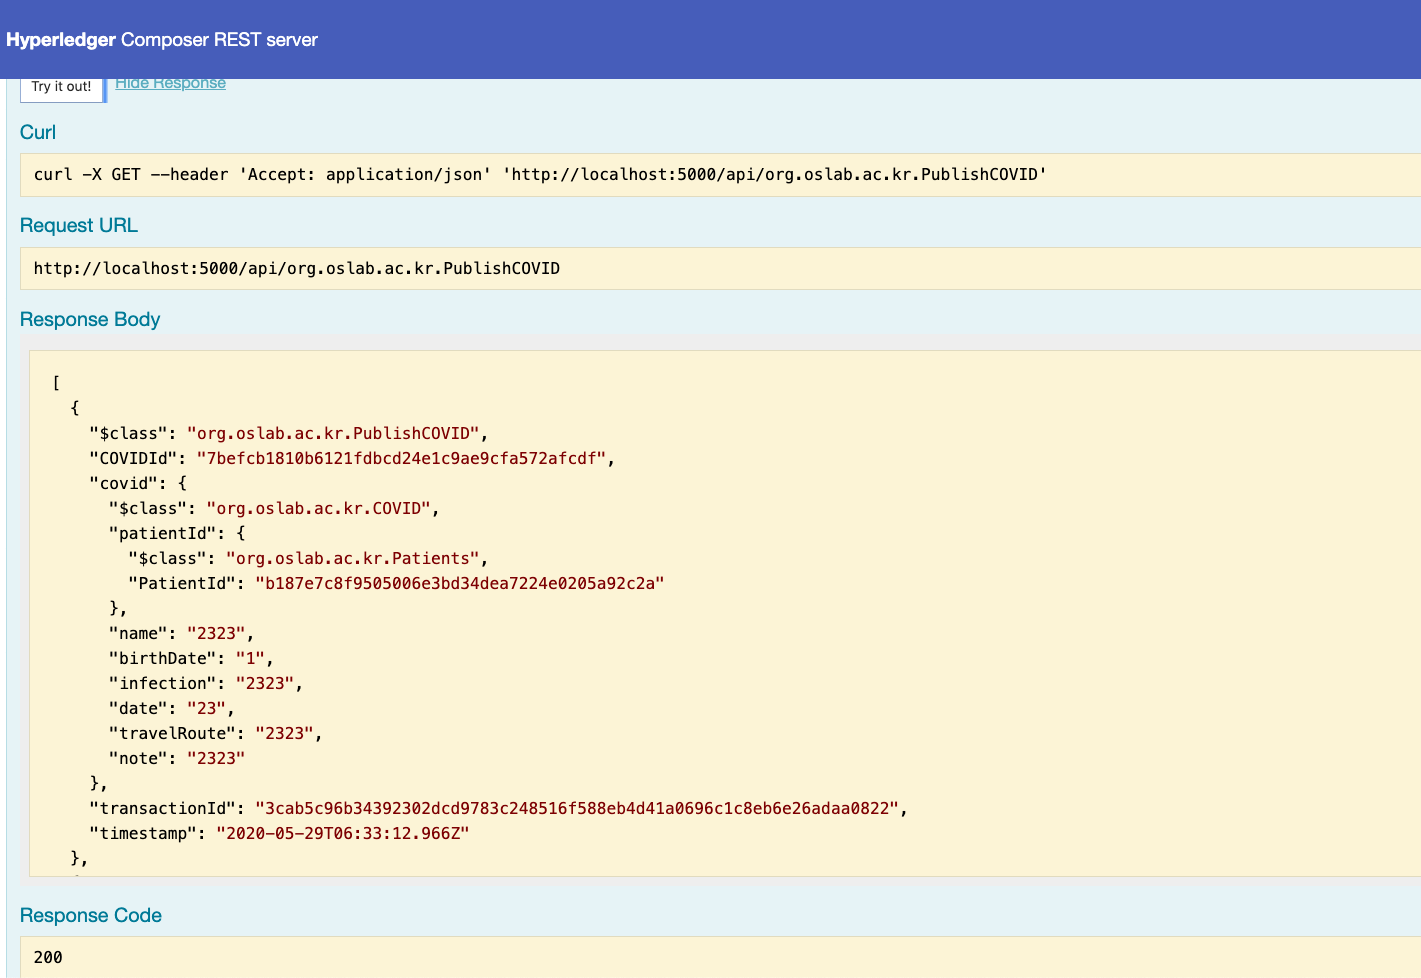 Hyperledger Composer REST server
Try it out! Hide Response
Curl
curl -X GET --header 'Accept: application/json' 'http://localhost:5000/api/org.oslab.ac.kr.PublishCOVID'
Request URL
http://localhost:5000/api/org.oslab.ac.kr.PublishCOVID
Response Body
[
{
"$class": "org.oslab.ac.kr.PublishCOVID",
"COVIDId": "7befcb1810b6121fdbcd24e1c9ae9cfa572afcdf",
"covid": {
"$class": "org.oslab.ac.kr.COVID",
"patientId": {
"$class": "org.oslab.ac.kr.Patients",
"PatientId": "b187e7c8f9505006e3bd34dea7224e0205a92c2a"
},
"name": "2323",
"birthDate": "1",
"infection": "2323",
"date": "23",
"travelRoute": "2323",
"note": "2323"
},
"transactionId": "3cab5c96b34392302dcd9783c248516f588eb4d41a0696c1c8eb6e26adaa0822",
"timestamp": "2020-05-29T06:33:12.966Z"
},
Response Code
200